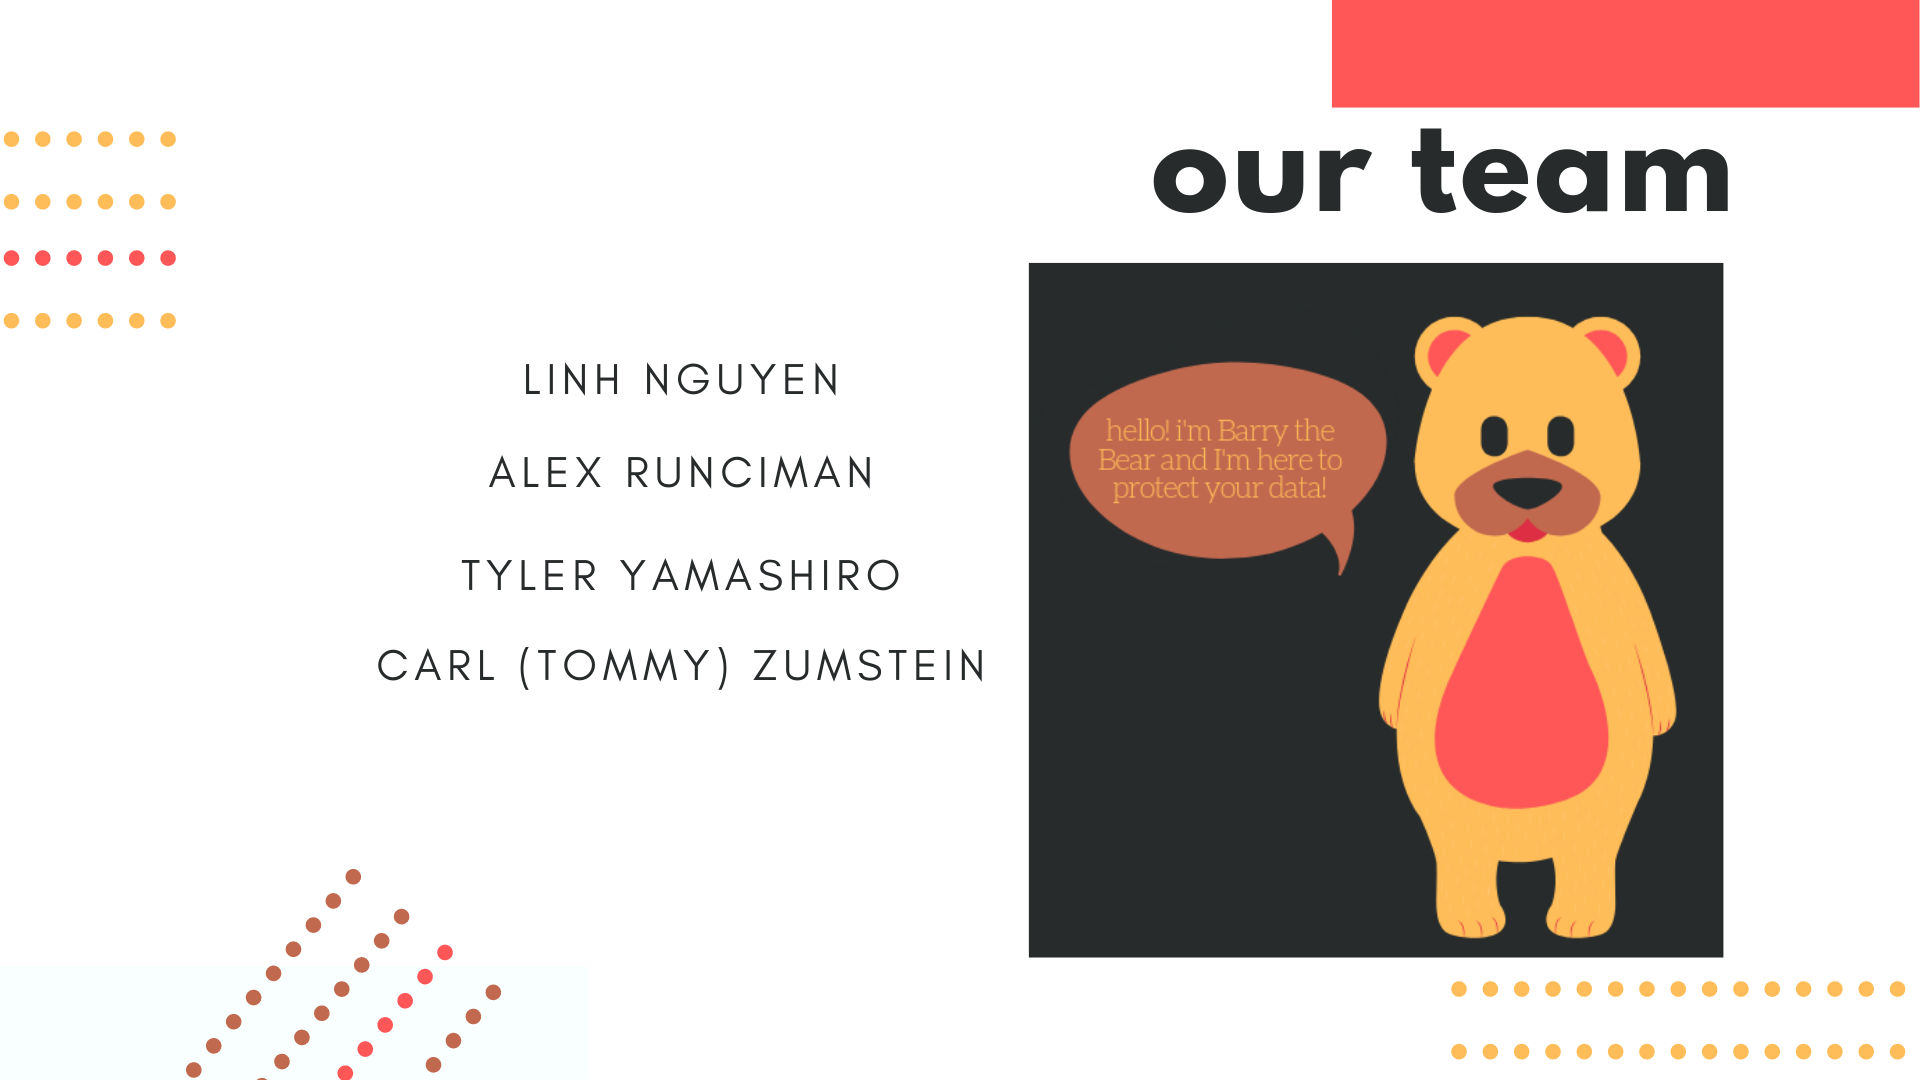 our team
LINH NGUYEN
ALEX RUNCIMAN
TYLER YAMASHIRO
CARL (TOMMY) ZUMSTEIN
hello! i'm Barry the
Bear and I'm here to
protect your data!